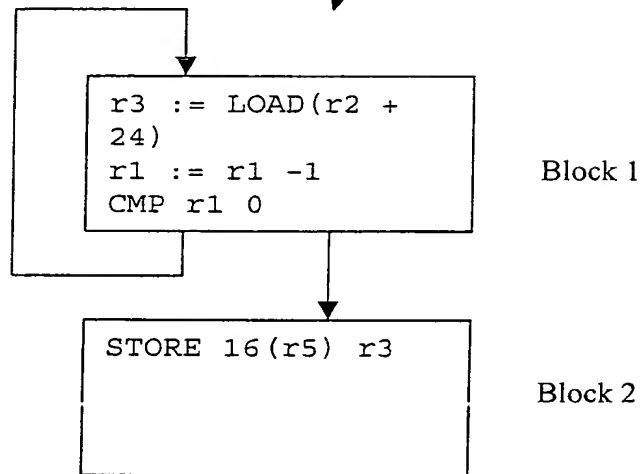 r3 := LOAD(r2 +
24)
r1 := r1 -1
CMP r1 0
Block 1
STORE 16(r5) r3
Block 2